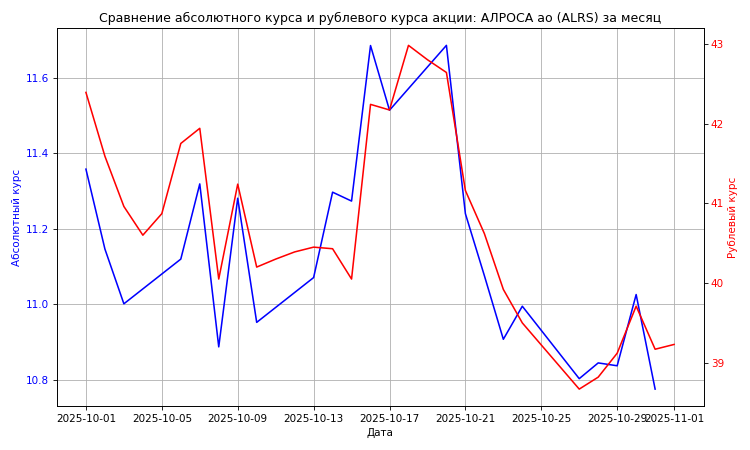 Сравнение абсолютного курса и рублевого курса акции: АЛРОСА ао (ALRS) за месяц
Абсолютный курс
11.6
11.4
11.2
11.0
10.8
43
42
41
40
39
Рублевый курс
2025-10-01 2025-10-05 2025-10-09 2025-10-13 2025-10-17 2025-10-21 2025-10-25 2025-10-29 2025-11-01
Дата